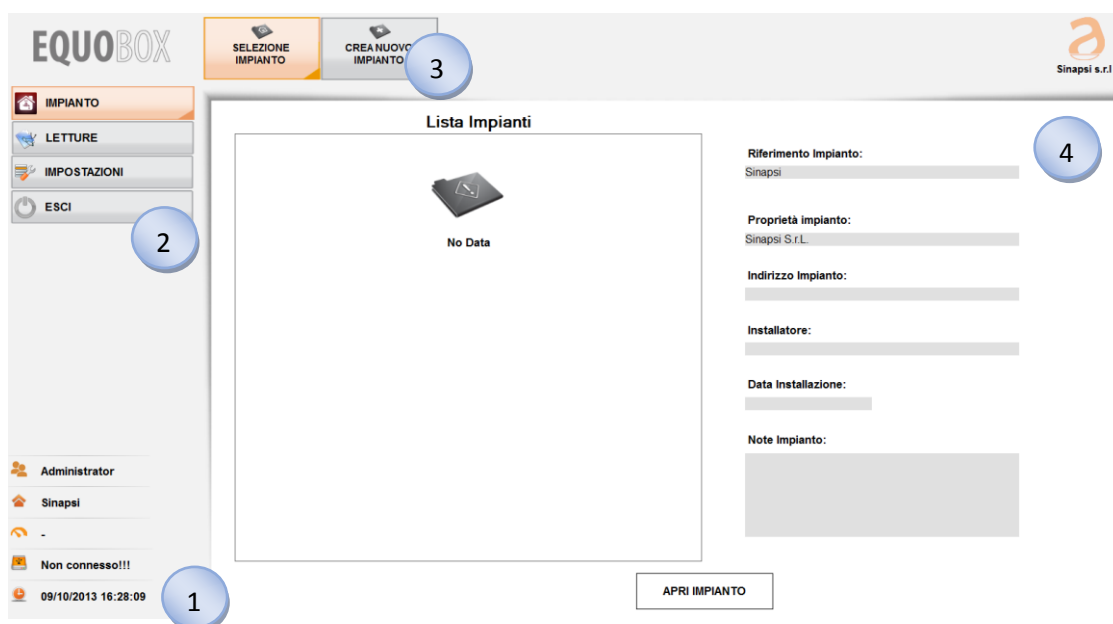 EQUOBOX
SELEZIONE
IMPIANTO
CREA NUOVO
IMPIANTO
3
Sinapsi s.r.l
IMPIANTO
LETTURE
IMPOSTAZIONI
ESCI
2
Lista Impianti
No Data
4
Riferimento Impianto:
Sinapsi
Proprietà impianto:
Sinapsi S.r.L.
Indirizzo Impianto:
Installatore:
Data Installazione:
Note Impianto:
Administrator
Sinapsi
-
Non connesso!!!
09/10/2013 16:28:09
1
APRI IMPIANTO